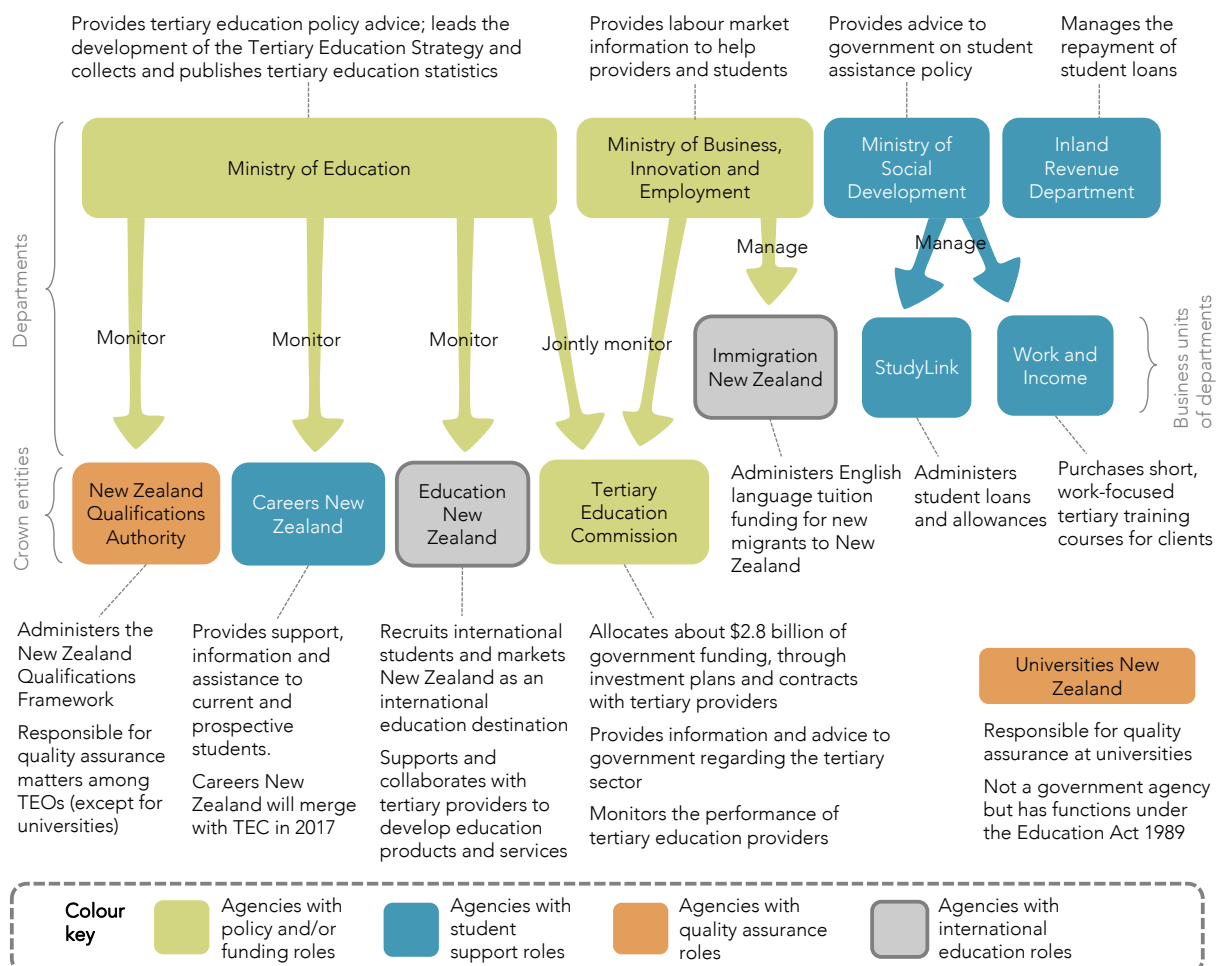 Provides tertiary education policy advice; leads the
development of the Tertiary Education Strategy and
collects and publishes tertiary education statistics
Provides labour market
information to help
providers and students
Provides advice to
government on student
assistance policy
Manages the
repayment of
student loans
Departments
Ministry of Education
Ministry of Business,
Innovation and
Employment
Ministry of
Social
Development
Inland
Revenue
Department
Manage
Manage
Monitor
Monitor
Monitor
Jointly monitor
Immigration
New Zealand
StudyLink
Work and
Income
Business units
of departments
Crown entities
New Zealand
Qualifications
Authority
Careers New
Zealand
Education
New
Zealand
Tertiary
Education
Commission
Administers English
language tuition
funding for new
migrants to New
Zealand
Administers
student loans
and allowances
Purchases short,
work-focused
tertiary training
courses for clients
Administers the
New Zealand
Qualifications
Framework
Responsible for
quality assurance
matters among
TEOs (except for
universities)
Provides support,
information and
assistance to
current and
prospective
students.
Careers New
Zealand will merge
with TEC in 2017
Recruits international
students and markets
New Zealand as an
international
education destination
Supports and
collaborates with
tertiary providers to
develop education
products and services
Allocates about $2.8 billion of
government funding, through
investment plans and contracts
with tertiary providers
Provides information and advice to
government regarding the tertiary
sector
Monitors the performance of
tertiary education providers
Universities New
Zealand
Responsible for quality
assurance at universities
Not a government agency
but has functions under
the Education Act 1989
Colour
key
Agencies with
policy and/or
funding roles
Agencies with
student
support roles
Agencies with
quality assurance
roles
Agencies with
international
education roles